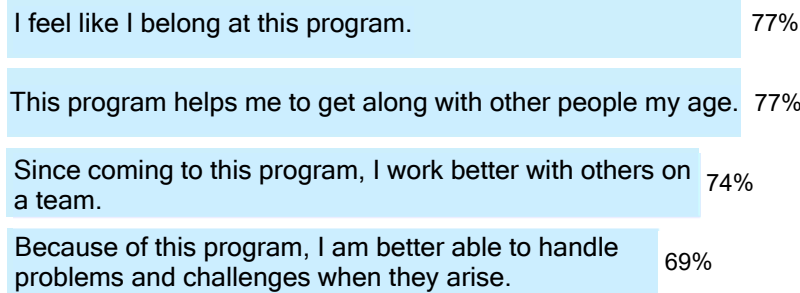 I feel like I belong at this program. 77%
This program helps me to get along with other people my age. 77%
Since coming to this program, I work better with others on
a team. 74%
Because of this program, I am better able to handle
problems and challenges when they arise. 69%